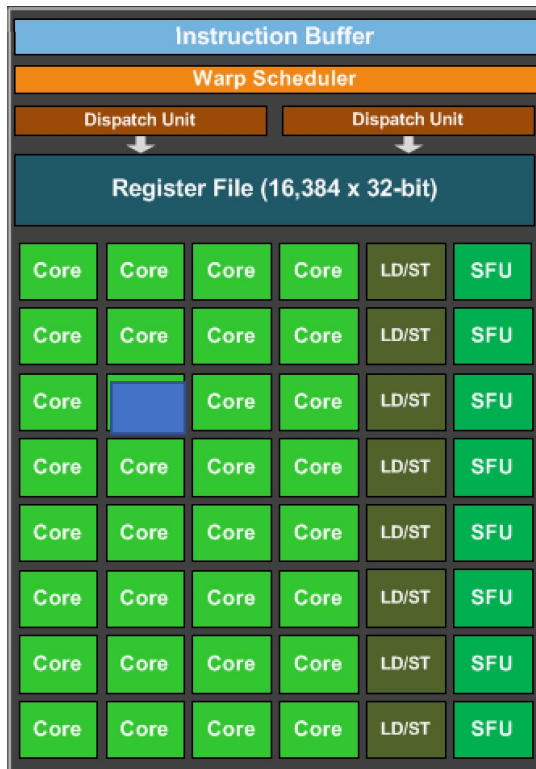 Instruction Buffer
Warp Scheduler
Dispatch Unit Dispatch Unit
Register File (16,384 x 32-bit)
Core Core Core Core LD/ST SFU
Core Core Core Core LD/ST SFU
Core Core Core LD/ST SFU
Core Core Core Core LD/ST SFU
Core Core Core Core LD/ST SFU
Core Core Core Core LD/ST SFU
Core Core Core Core LD/ST SFU
Core Core Core Core LD/ST SFU